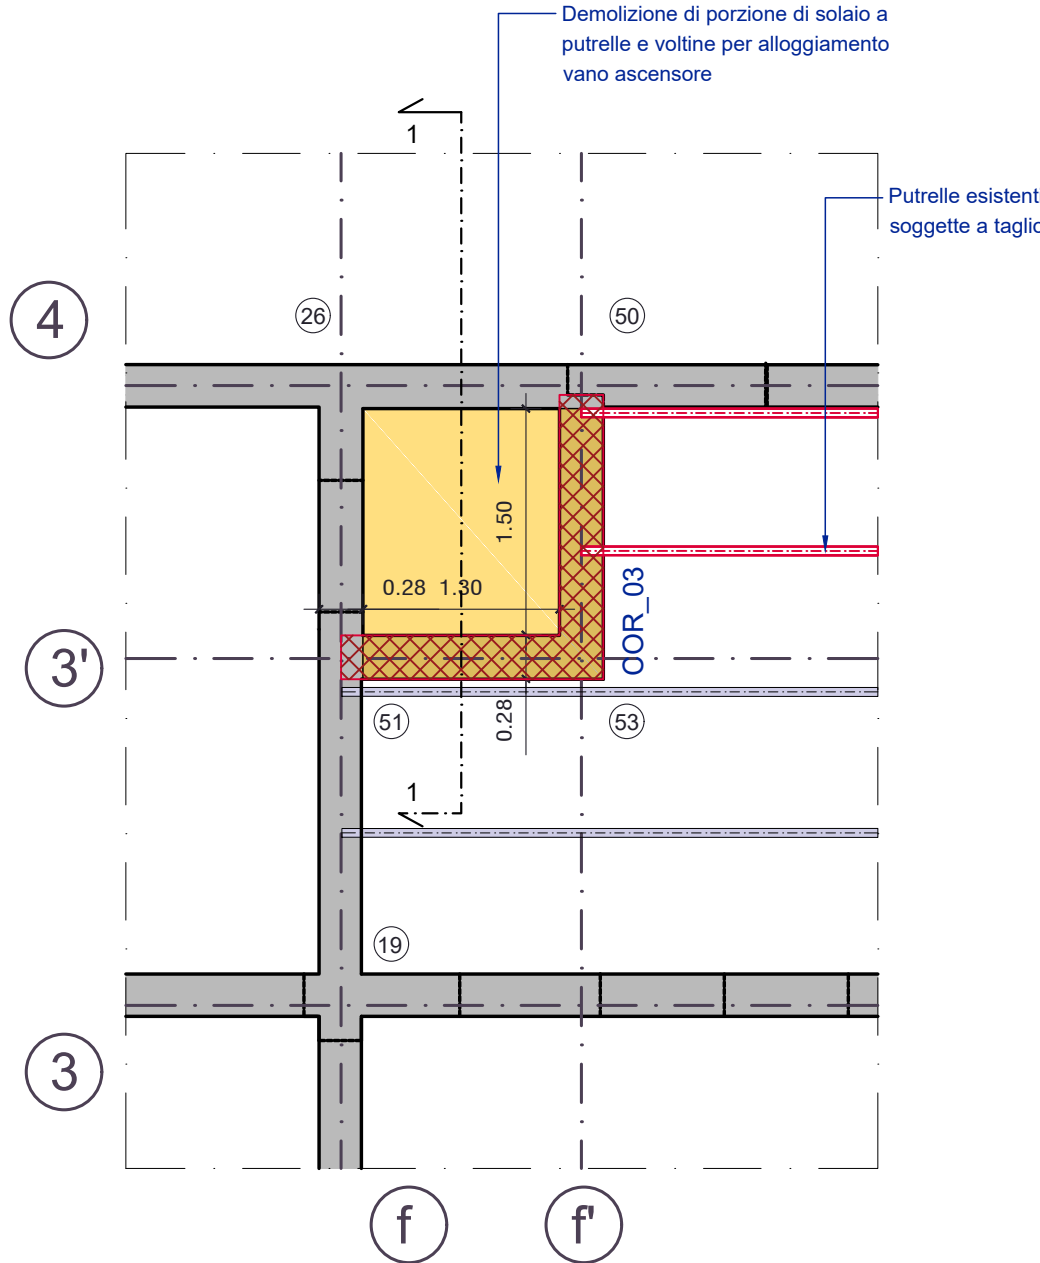 Demolizione di porzione di solaio a
putrelle e voltine per alloggiamento
vano ascensore
1
Putrelle esistenti
soggette a taglio
4
26
50
1.50
0.28 1.30
OOR_03
3'
51
0.28
53
1
19
3
f
f'